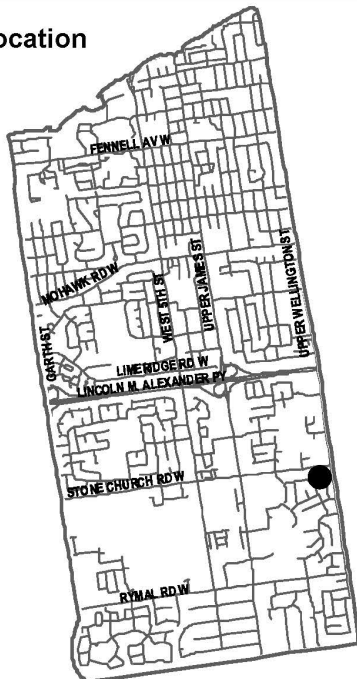 ocation
FENNELL AV W
MOHAWK RD W
WEST 5TH ST
UPPER JAMES ST
UPPER WELLINGTON ST
GARTH ST
LIMERIDGE RD W
LINCOLN M. ALEXANDER PY
STONE CHURCH RD W
RYMAL RD W